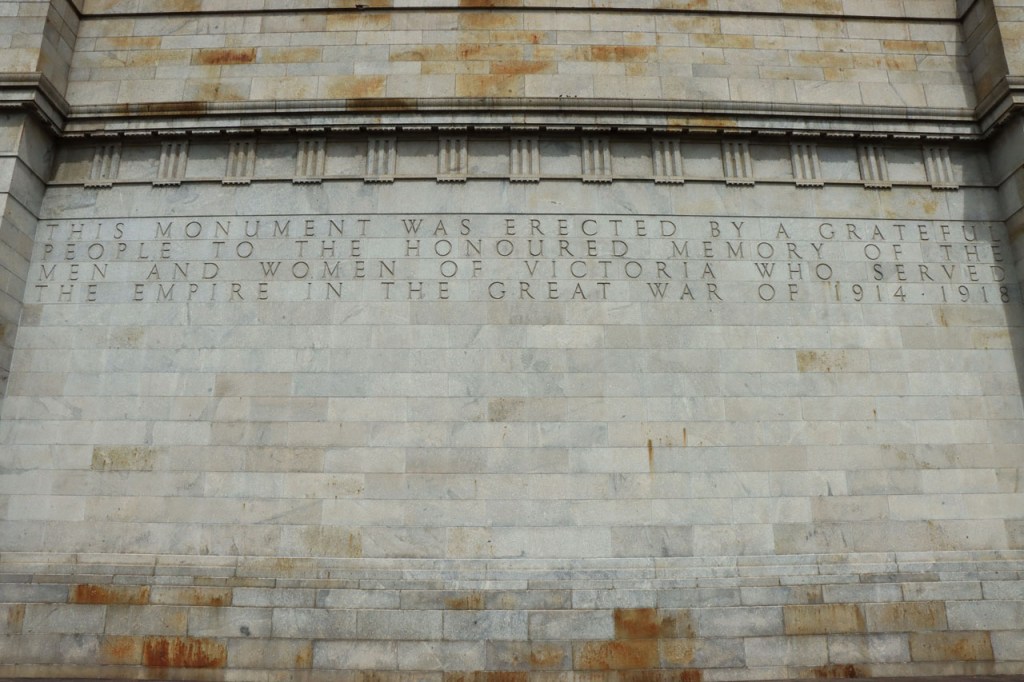 THIS MONUMENT WAS ERECTED BY A GRATEFUL
PEOPLE TO THE HONOURED MEMORY OF THE
MEN AND WOMEN OF VICTORIA WHO SERVED
THE EMPIRE IN THE GREAT WAR OF 1914·1918